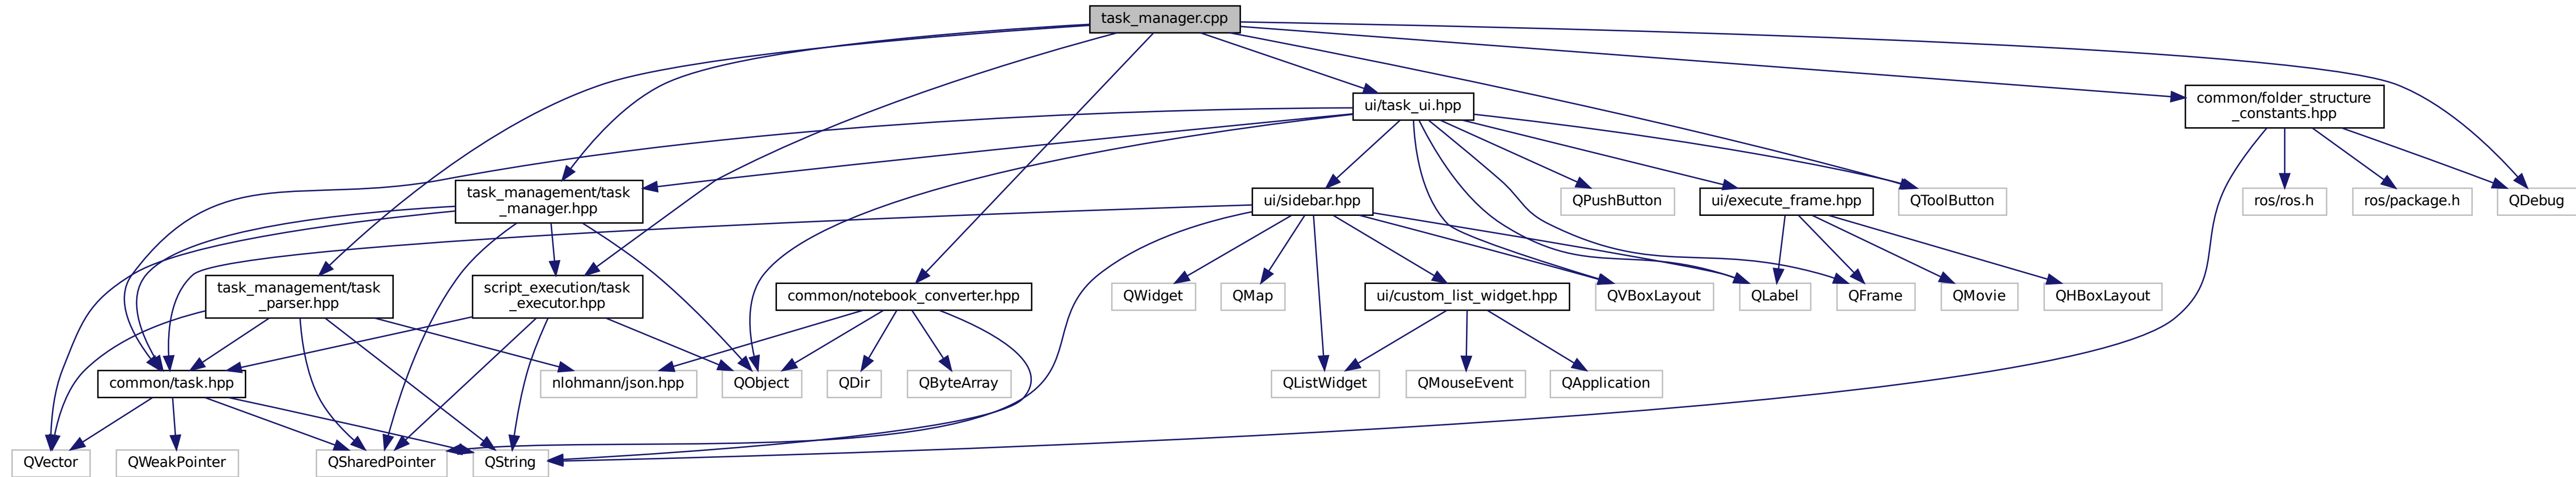 task_manager.cpp
ui/task_ui.hpp
common/folder_structure
_constants.hpp
task_management/task
_manager.hpp
ui/sidebar.hpp
QPushButton
ui/execute_frame.hpp
QToolButton
ros/ros.h
ros/package.h
QDebug
task_management/task
_parser.hpp
script_execution/task
_executor.hpp
common/notebook_converter.hpp
QWidget
QMap
ui/custom_list_widget.hpp
QVBoxLayout
QLabel
QFrame
QMovie
QHBoxLayout
common/task.hpp
nlohmann/json.hpp
QObject
QDir
QByteArray
QListWidget
QMouseEvent
QApplication
QVector
QWeakPointer
QSharedPointer
QString